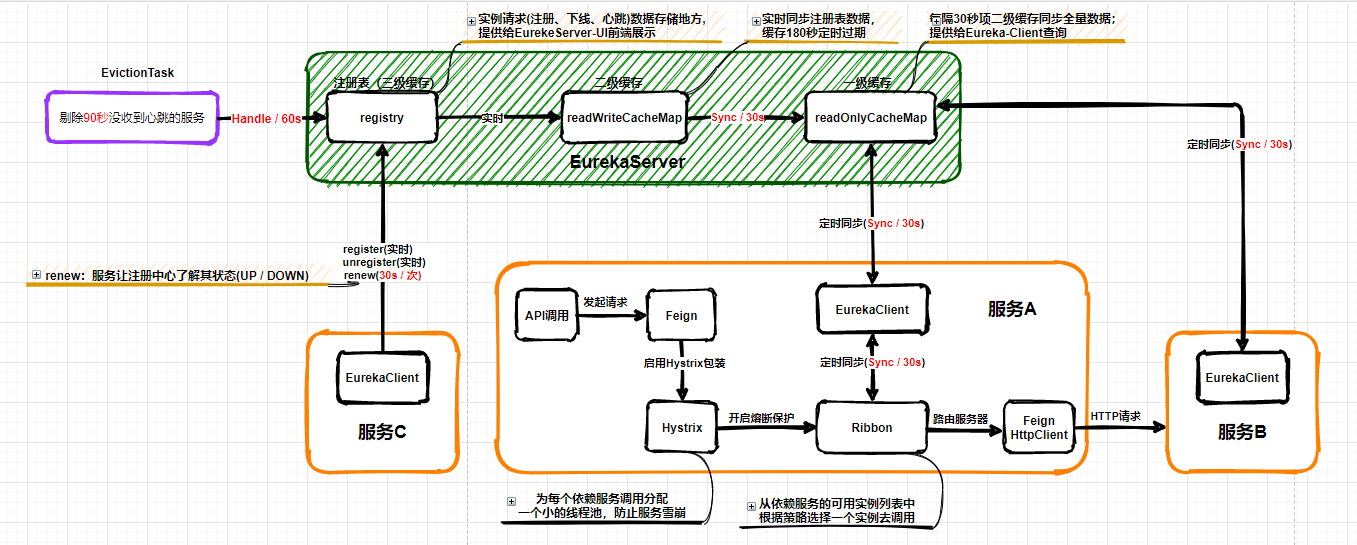 实例请求(注册、下线、心跳)数据存储地方,
提供给EurekeServer-UI前端展示
实时同步注册表数据,
缓存180秒定时过期
每隔30秒项二级缓存同步全量数据;
提供给Eureka-Client查询
EvictionTask
剔除90秒没收到心跳的服务
Handle / 60s
注册表（三级缓存）
registry
实时
二级缓存
readWriteCacheMap
Sync / 30s
一级缓存
readOnlyCacheMap
EurekaServer
定时同步(Sync / 30s)
定时同步(Sync / 30s)
register(实时)
unregister(实时)
renew(30s / 次)
renew: 服务让注册中心了解其状态(UP / DOWN)
API调用
发起请求
Feign
EurekaClient
服务A
启用Hystrix包装
定时同步(Sync / 30s)
EurekaClient
服务C
Hystrix
开启熔断保护
Ribbon
路由服务器
Feign
HttpClient
HTTP请求
EurekaClient
服务B
为每个依赖服务调用分配
一个小的线程池，防止服务雪崩
从依赖服务的可用实例列表中
根据策略选择一个实例去调用